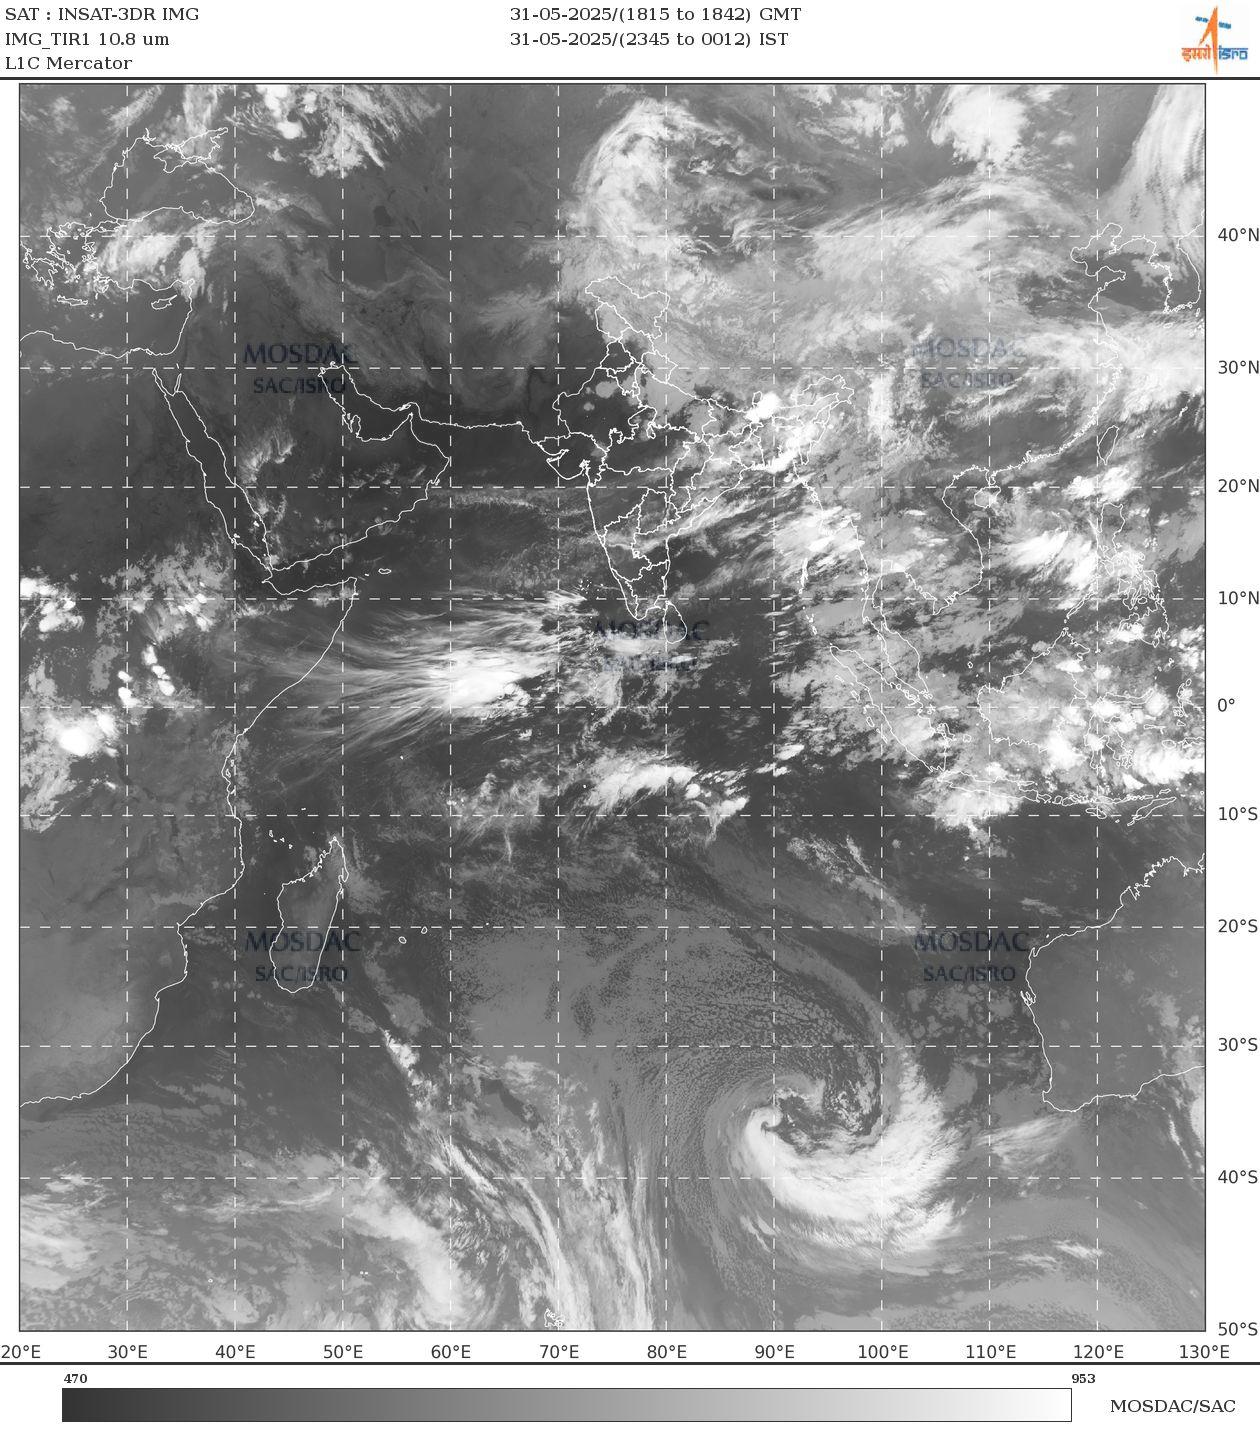 SAT : INSAT-3DR IMG
31-05-2025/(1815 to 1842) GMT
IMG_TIR1 10.8 um
31-05-2025/(2345 to 0012) IST
L1C Mercator
इसरो isro
40°N
MOSDAC
SAC/ISRO
MOSDAC
SAC/ISRO
30°N
20°N
10°N
MOSDAC
SAC/ISRO
0°
10°S
20°S
MOSDAC
SAC/ISRO
MOSDAC
SAC/ISRO
30°S
40°S
50°S
20°E 30°E 40°E 50°E 60°E 70°E 80°E 90°E 100°E 110°E 120°E 130°E
470
953
MOSDAC/SAC